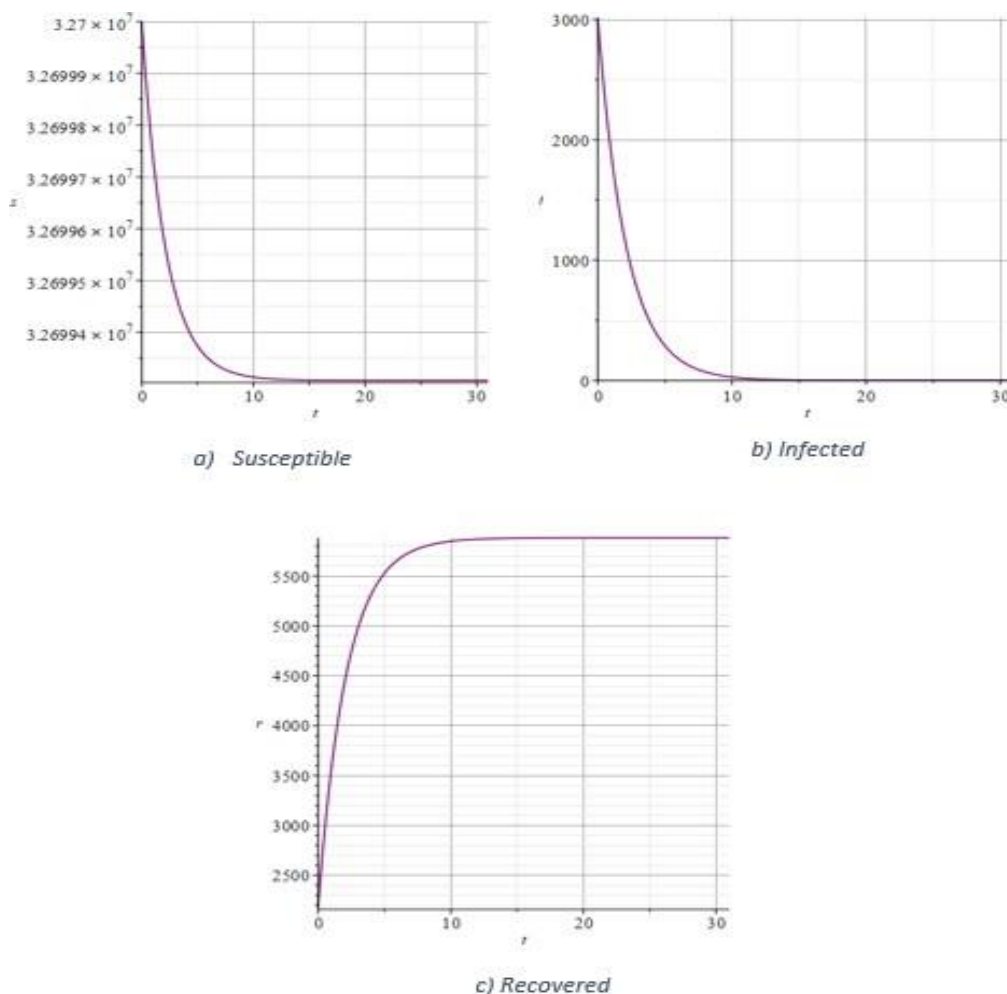 3.27 × 10⁷
3.26999 × 10⁷
3.26998 × 10⁷
3.26997 × 10⁷
3.26996 × 10⁷
3.26995 × 10⁷
3.26994 × 10⁷
0 10 20 30
t
a) Susceptible
3000
2000
1000
0
0 10 20 30
t
b) Infected
5500
5000
4500
r 4000
3500
3000
2500
0 10 20 30
t
c) Recovered